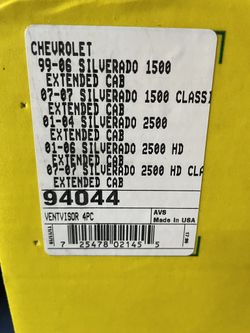 CHEVROLET
99-06 SILVERADO 1500
EXTENDED CAB
07-07 SILVERADO 1500 CLASSI
EXTENDED CAB
01-04 SILVERADO 2500
EXTENDED CAB
01-06 SILVERADO 2500 HD
EXTENDED CAB
07-07 SILVERADO 2500 HD CLA
EXTENDED CAB
94044
VENTVISOR 4PC
AVS
Made In USA
7 25478 02145 5